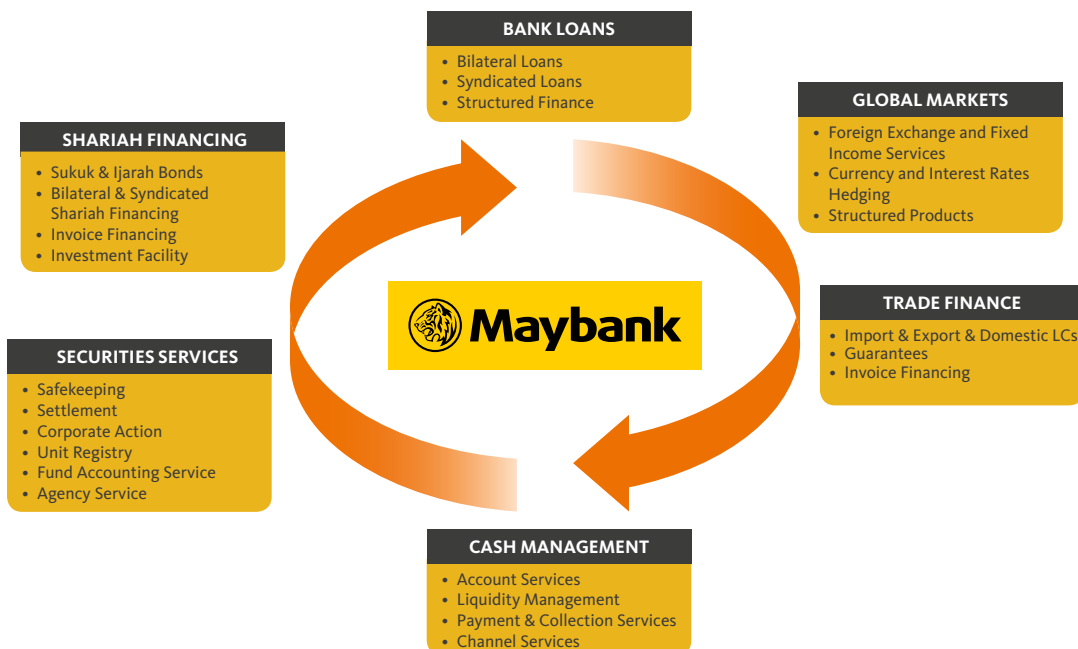 BANK LOANS
• Bilateral Loans
• Syndicated Loans
• Structured Finance
GLOBAL MARKETS
• Foreign Exchange and Fixed
Income Services
• Currency and Interest Rates
Hedging
• Structured Products
SHARIAH FINANCING
• Sukuk & Ijarah Bonds
• Bilateral & Syndicated
Shariah Financing
• Invoice Financing
• Investment Facility
Maybank
TRADE FINANCE
• Import & Export & Domestic LCs
• Guarantees
• Invoice Financing
SECURITIES SERVICES
• Safekeeping
• Settlement
• Corporate Action
• Unit Registry
• Fund Accounting Service
• Agency Service
CASH MANAGEMENT
• Account Services
• Liquidity Management
• Payment & Collection Services
• Channel Services